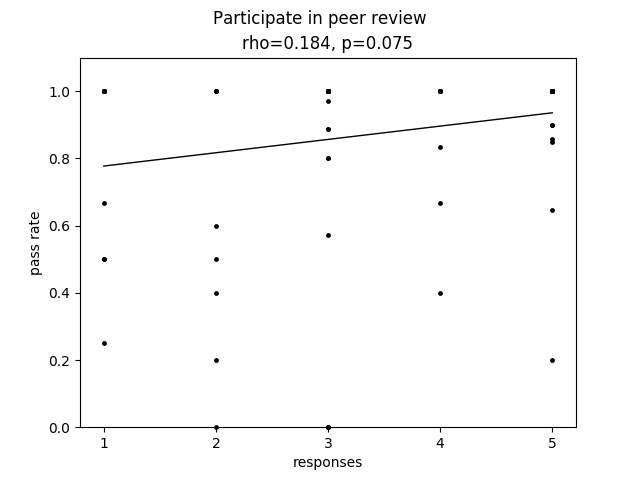 Participate in peer review
rho=0.184, p=0.075
1.0
0.8
0.6
0.4
0.2
0.0
pass rate
1 2 3 4 5
responses